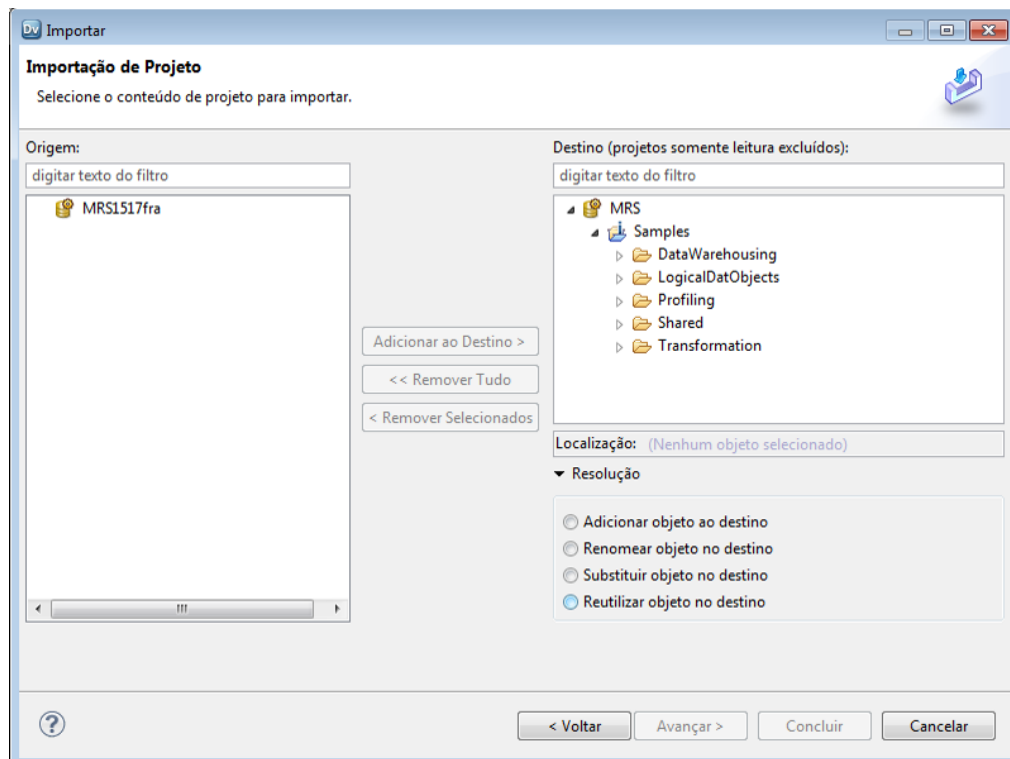 Dv Importar
Importação de Projeto
Selecione o conteúdo de projeto para importar.
Origem:
digitar texto do filtro
MRS1517fra
Adicionar ao Destino >
<< Remover Tudo
< Remover Selecionados
Destino (projetos somente leitura excluídos):
digitar texto do filtro
MRS
Samples
DataWarehousing
LogicalDatObjects
Profiling
Shared
Transformation
Localização: (Nenhum objeto selecionado)
Resolução
Adicionar objeto ao destino
Renomear objeto no destino
Substituir objeto no destino
Reutilizar objeto no destino
?
< Voltar
Avançar >
Concluir
Cancelar